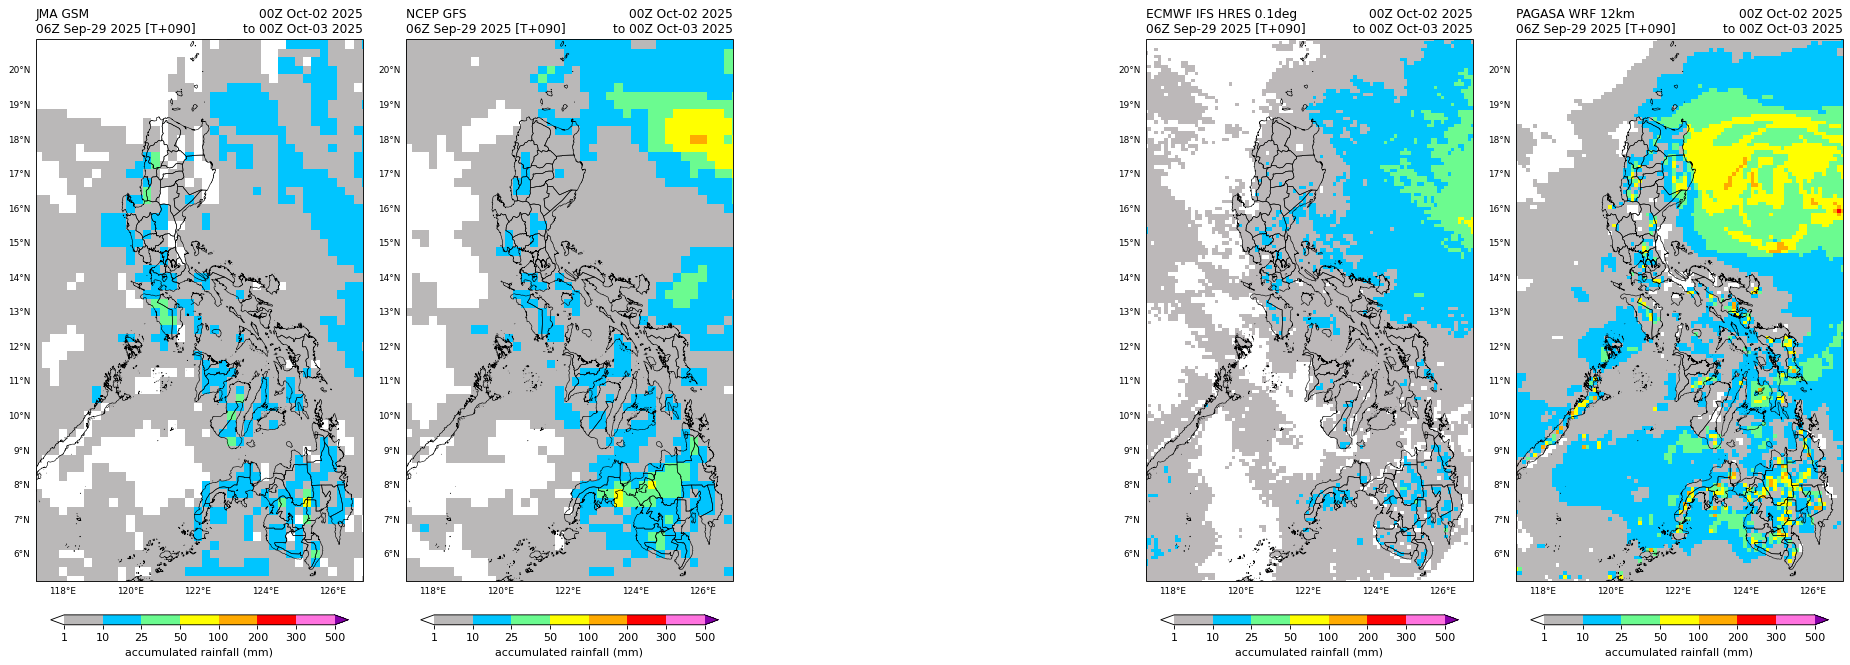 JMA GSM 00Z Oct-02 2025
06Z Sep-29 2025 [T+090] to 00Z Oct-03 2025
20°N
19°N
18°N
17°N
16°N
15°N
14°N
13°N
12°N
11°N
10°N
9°N
8°N
7°N
6°N
118°E 120°E 122°E 124°E 126°E
1 10 25 50 100 200 300 500
accumulated rainfall (mm)
NCEP GFS 00Z Oct-02 2025
06Z Sep-29 2025 [T+090] to 00Z Oct-03 2025
20°N
19°N
18°N
17°N
16°N
15°N
14°N
13°N
12°N
11°N
10°N
9°N
8°N
7°N
6°N
118°E 120°E 122°E 124°E 126°E
1 10 25 50 100 200 300 500
accumulated rainfall (mm)
ECMWF IFS HRES 0.1deg 00Z Oct-02 2025
06Z Sep-29 2025 [T+090] to 00Z Oct-03 2025
20°N
19°N
18°N
17°N
16°N
15°N
14°N
13°N
12°N
11°N
10°N
9°N
8°N
7°N
6°N
118°E 120°E 122°E 124°E 126°E
1 10 25 50 100 200 300 500
accumulated rainfall (mm)
PAGASA WRF 12km 00Z Oct-02 2025
06Z Sep-29 2025 [T+090] to 00Z Oct-03 2025
20°N
19°N
18°N
17°N
16°N
15°N
14°N
13°N
12°N
11°N
10°N
9°N
8°N
7°N
6°N
118°E 120°E 122°E 124°E 126°E
1 10 25 50 100 200 300 500
accumulated rainfall (mm)